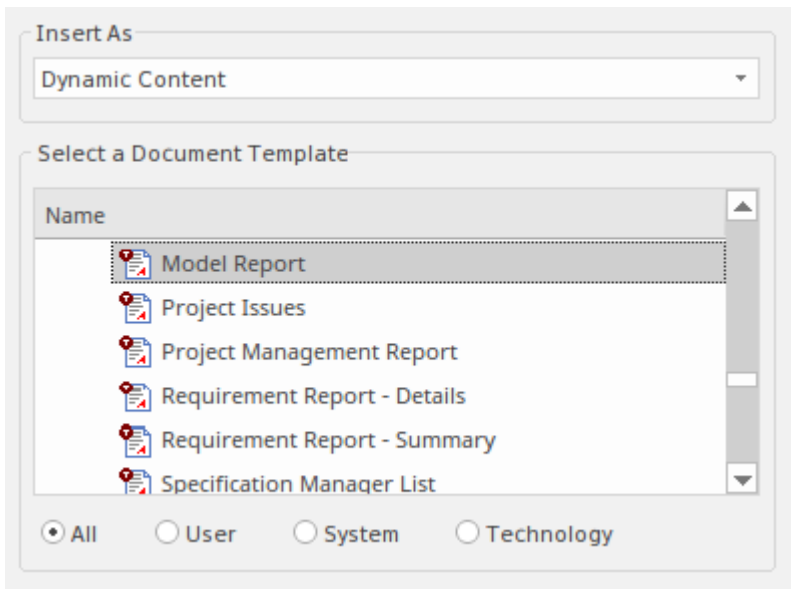 Insert As
Dynamic Content
Select a Document Template
Name
Model Report
Project Issues
Project Management Report
Requirement Report - Details
Requirement Report - Summary
Specification Manager List
All User System Technology